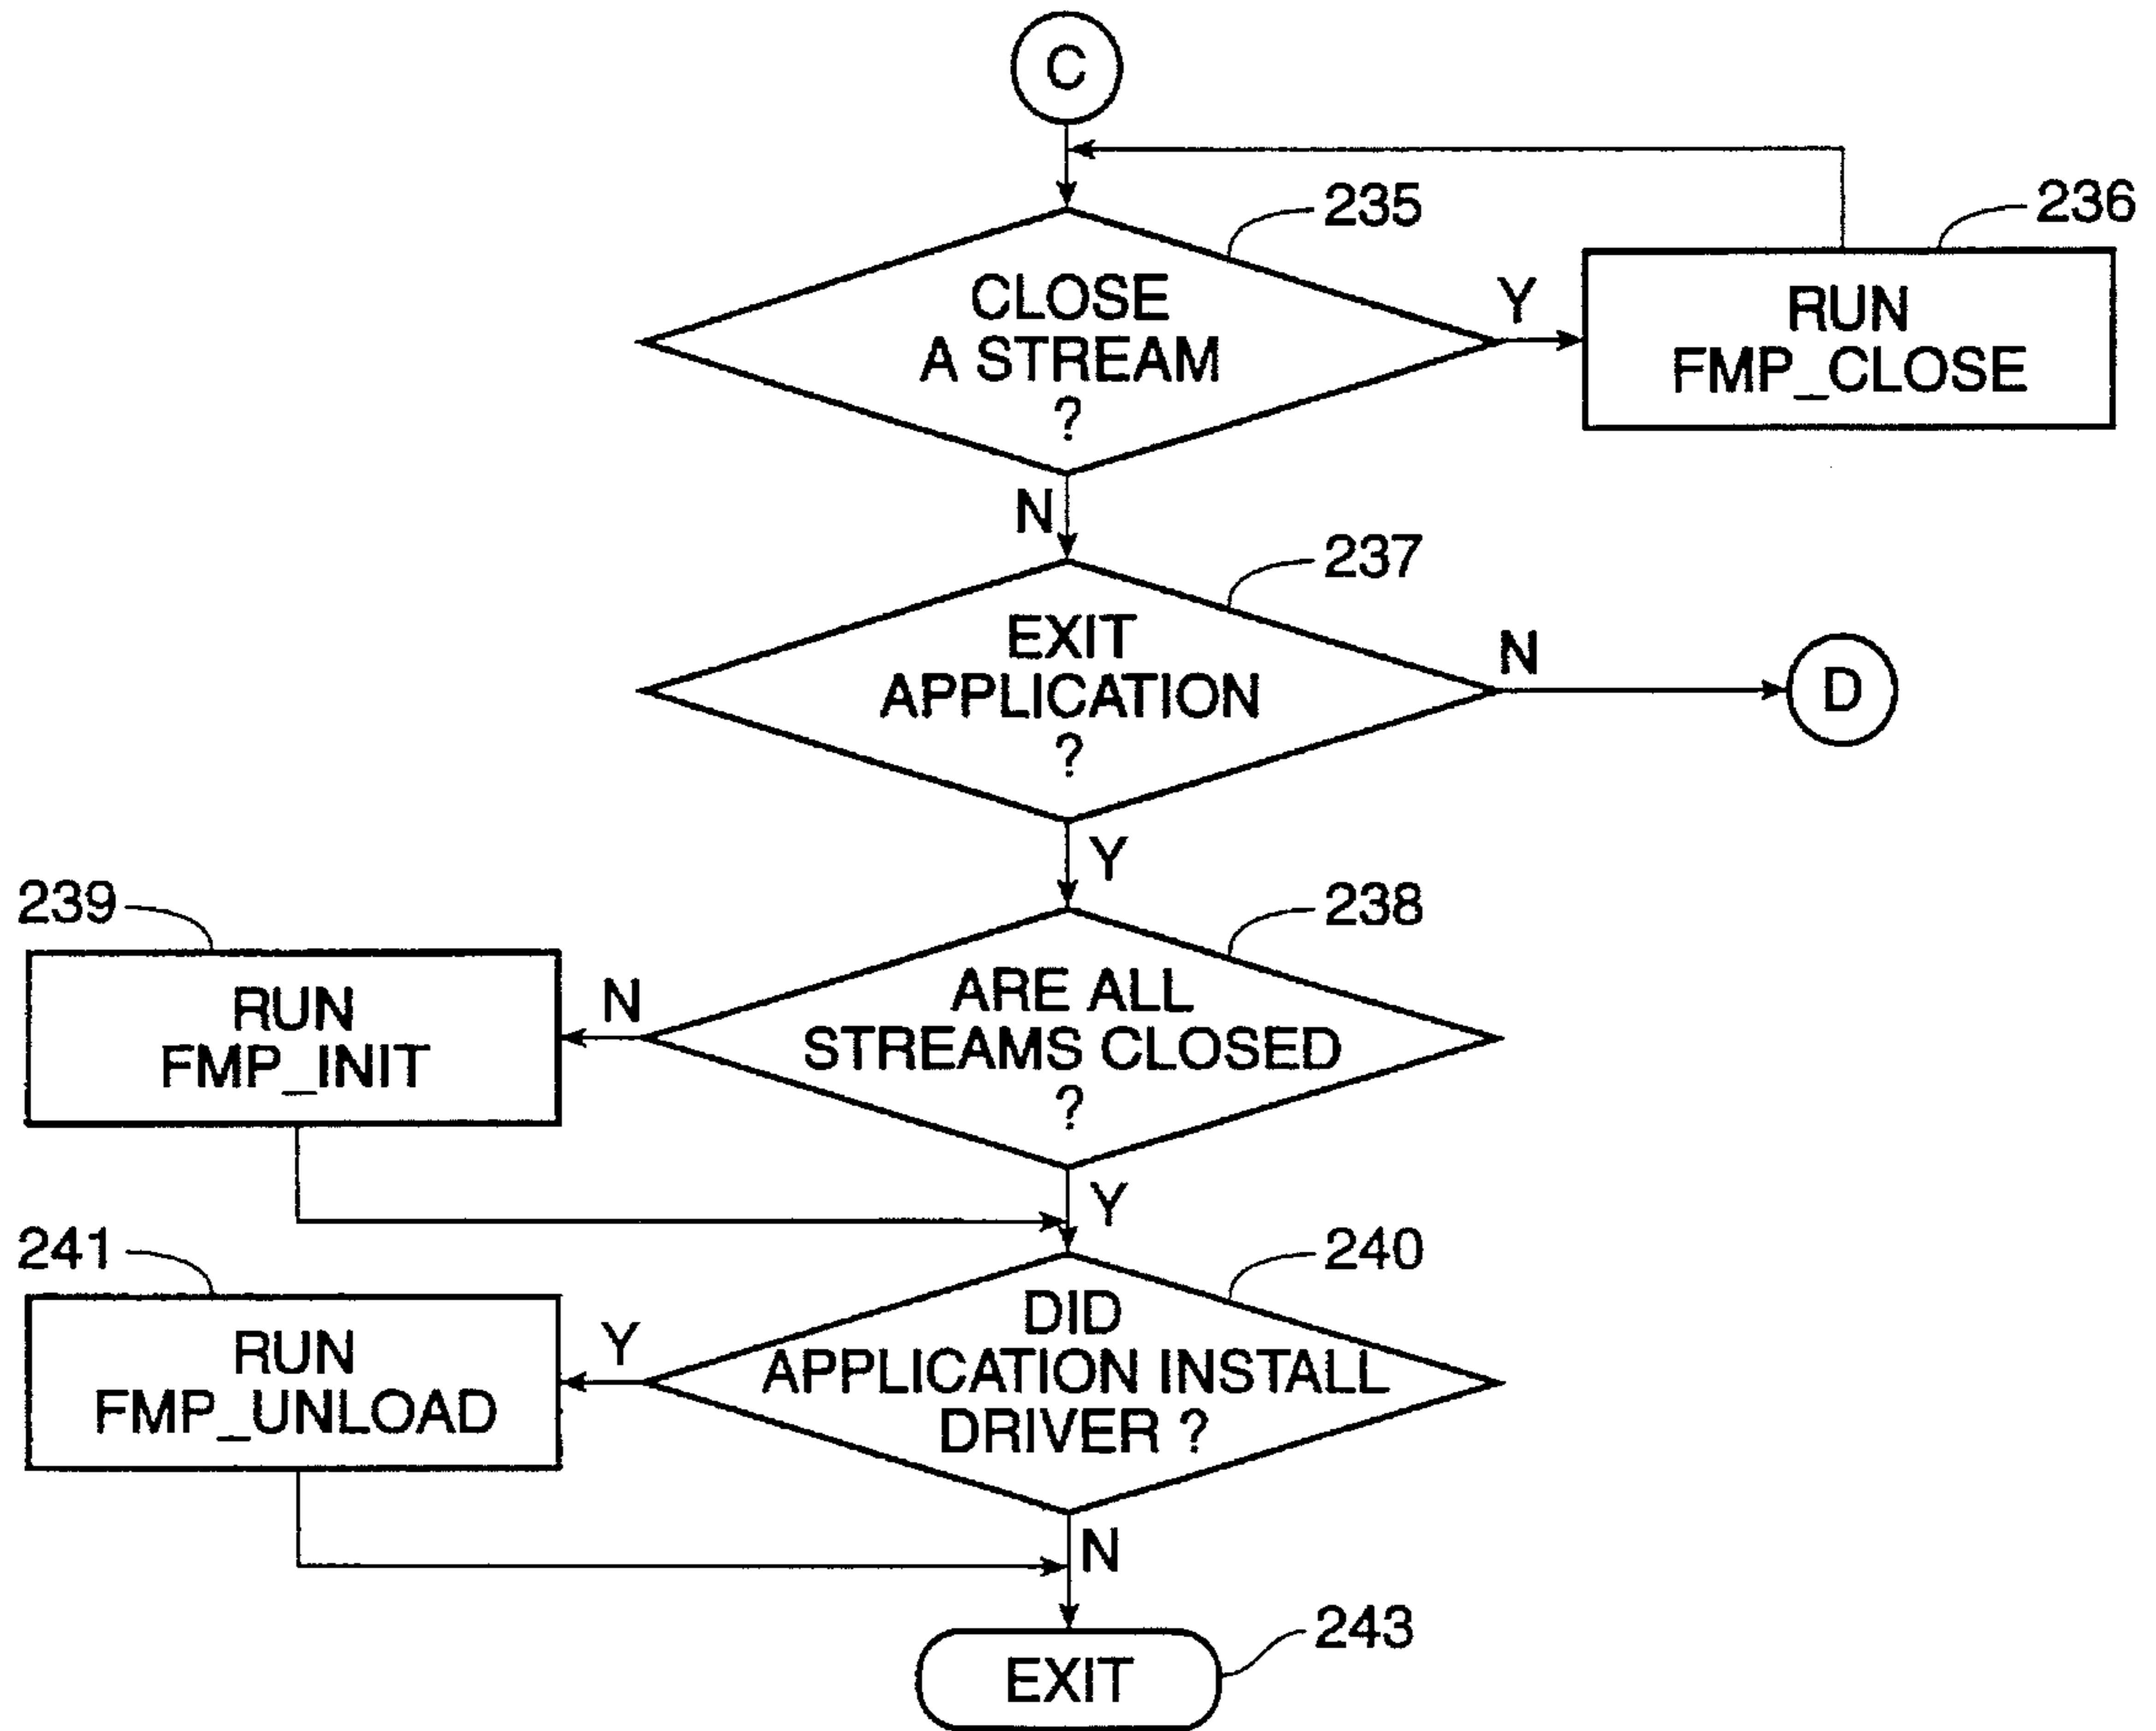 C
235
236
CLOSE
A STREAM
?
Y
RUN
FMP_CLOSE
N
237
EXIT
APPLICATION
?
N
D
Y
239
238
RUN
FMP_INIT
N
ARE ALL
STREAMS CLOSED
?
Y
241
240
RUN
FMP_UNLOAD
Y
DID
APPLICATION INSTALL
DRIVER ?
N
243
EXIT